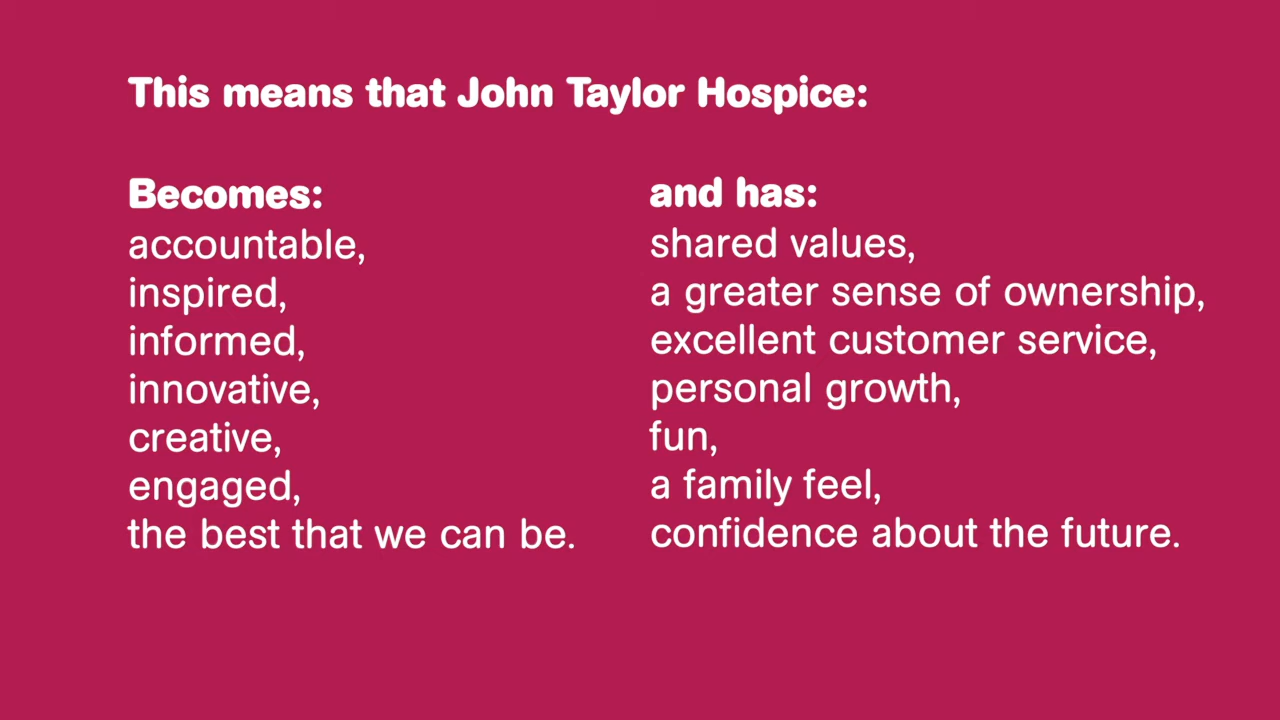 This means that John Taylor Hospice:
Becomes:
accountable,
inspired,
informed,
innovative,
creative,
engaged,
the best that we can be.
and has:
shared values,
a greater sense of ownership,
excellent customer service,
personal growth,
fun,
a family feel,
confidence about the future.